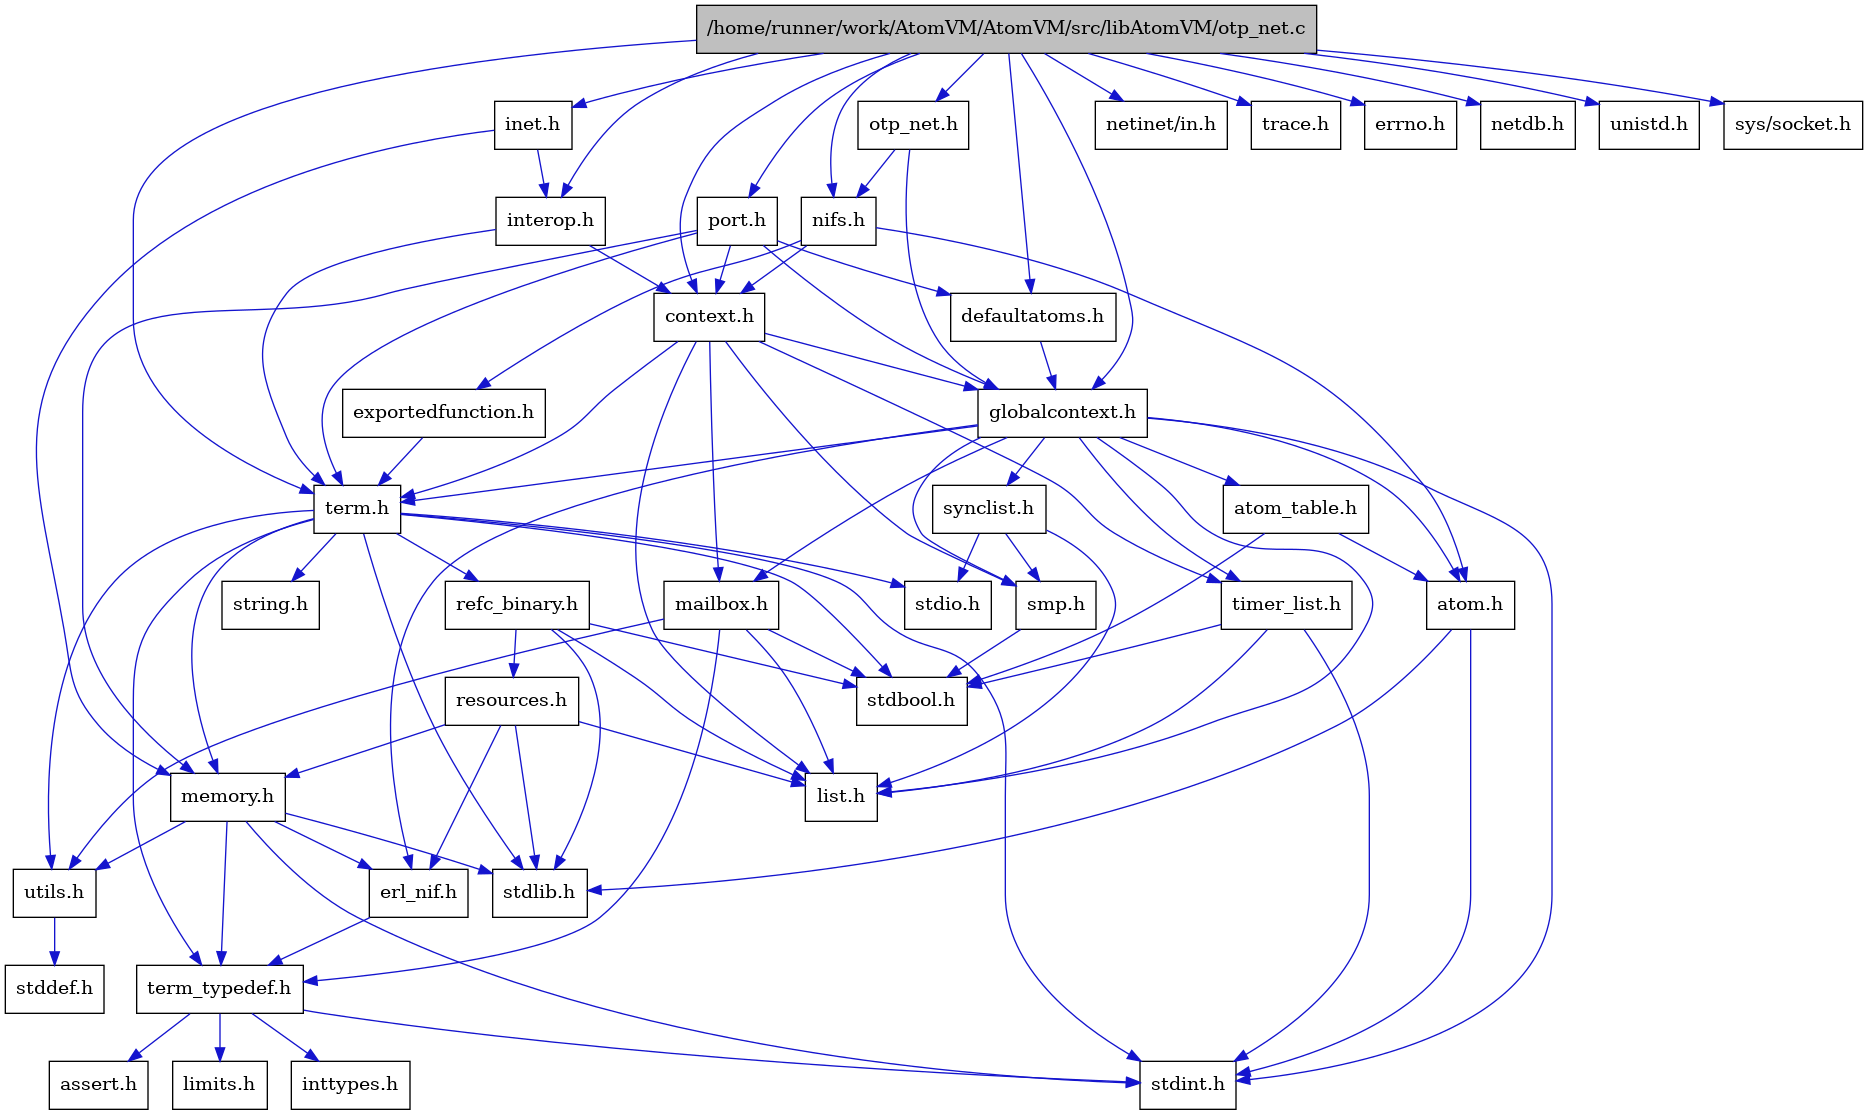 /home/runner/work/AtomVM/AtomVM/src/libAtomVM/otp_net.c
inet.h
otp_net.h
netinet/in.h
trace.h
errno.h
netdb.h
unistd.h
sys/socket.h
interop.h
port.h
nifs.h
context.h
defaultatoms.h
exportedfunction.h
globalcontext.h
term.h
synclist.h
atom_table.h
string.h
refc_binary.h
mailbox.h
stdio.h
smp.h
timer_list.h
atom.h
resources.h
stdbool.h
memory.h
list.h
utils.h
erl_nif.h
stdlib.h
stddef.h
term_typedef.h
assert.h
limits.h
inttypes.h
stdint.h